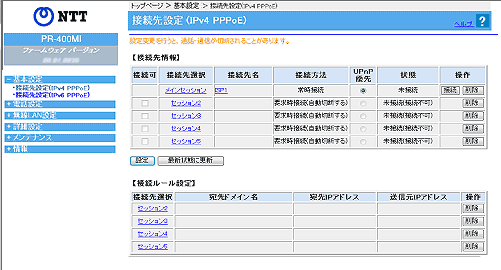 トップページ > 基本設定 > 接続先設定(IPv4 PPPoE)
NTT
PR-400MI
ファームウェア バージョン
接続先設定 (IPv4 PPPoE)
ヘルプ ?
設定変更を行うと、通話・通信が切断されることがあります。
－基本設定
・接続先設定(IPv4 PPPoE)
・接続先設定(IPv6 PPPoE)
＋電話設定
＋無線LAN設定
＋詳細設定
＋メンテナンス
＋情報
【接続先情報】
接続可 接続先選択 接続先名 接続方法 UPnP優先 状態 操作
メインセッション ISP1 常時接続 未接続 接続 削除
セッション2 要求時接続(自動切断する) 未接続(接続不可) 削除
セッション3 要求時接続(自動切断する) 未接続(接続不可) 削除
セッション4 要求時接続(自動切断する) 未接続(接続不可) 削除
セッション5 要求時接続(自動切断する) 未接続(接続不可) 削除
設定 最新状態に更新
【接続ルール設定】
接続先選択 宛先ドメイン名 宛先IPアドレス 送信元IPアドレス 操作
セッション2 削除
セッション3 削除
セッション4 削除
セッション5 削除